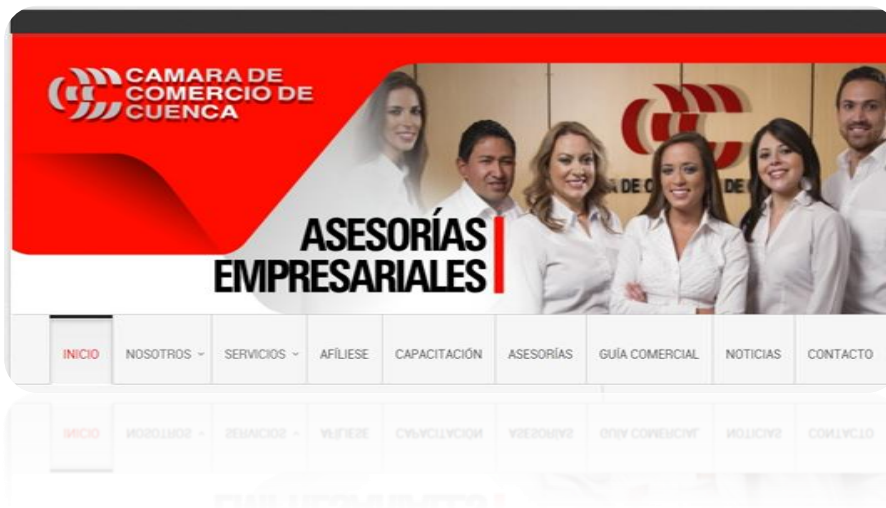 CAMARA DE
COMERCIO DE
CUENCA
ASESORÍAS
EMPRESARIALES
INICIO
NOSOTROS
SERVICIOS
AFÍLIESE
CAPACITACIÓN
ASESORÍAS
GUÍA COMERCIAL
NOTICIAS
CONTACTO